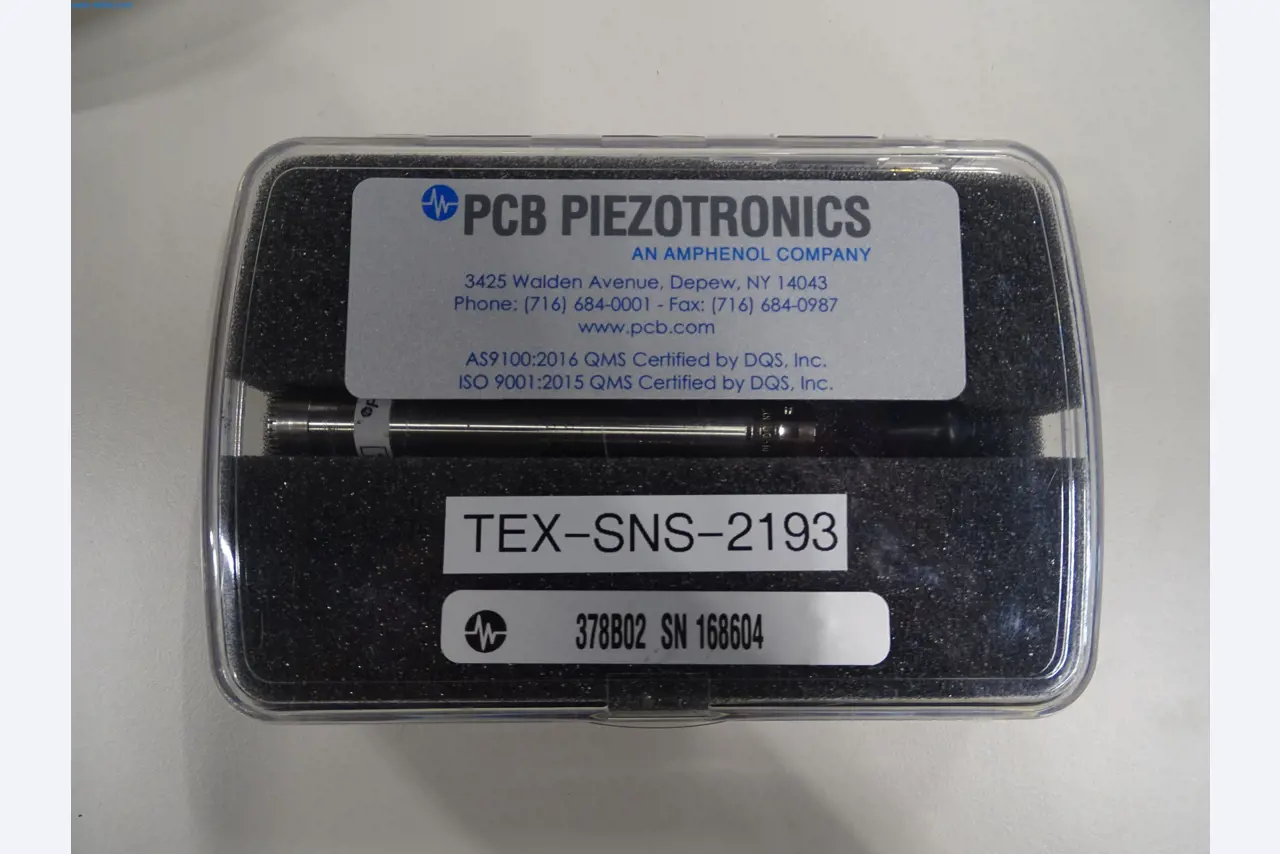 PCB PIEZOTRONICS
AN AMPHENOL COMPANY
3425 Walden Avenue, Depew, NY 14043
Phone: (716) 684-0001 - Fax: (716) 684-0987
www.pcb.com
AS9100:2016 QMS Certified by DQS, Inc.
ISO 9001:2015 QMS Certified by DQS, Inc.
TEX-SNS-2193
378B02 SN 168604